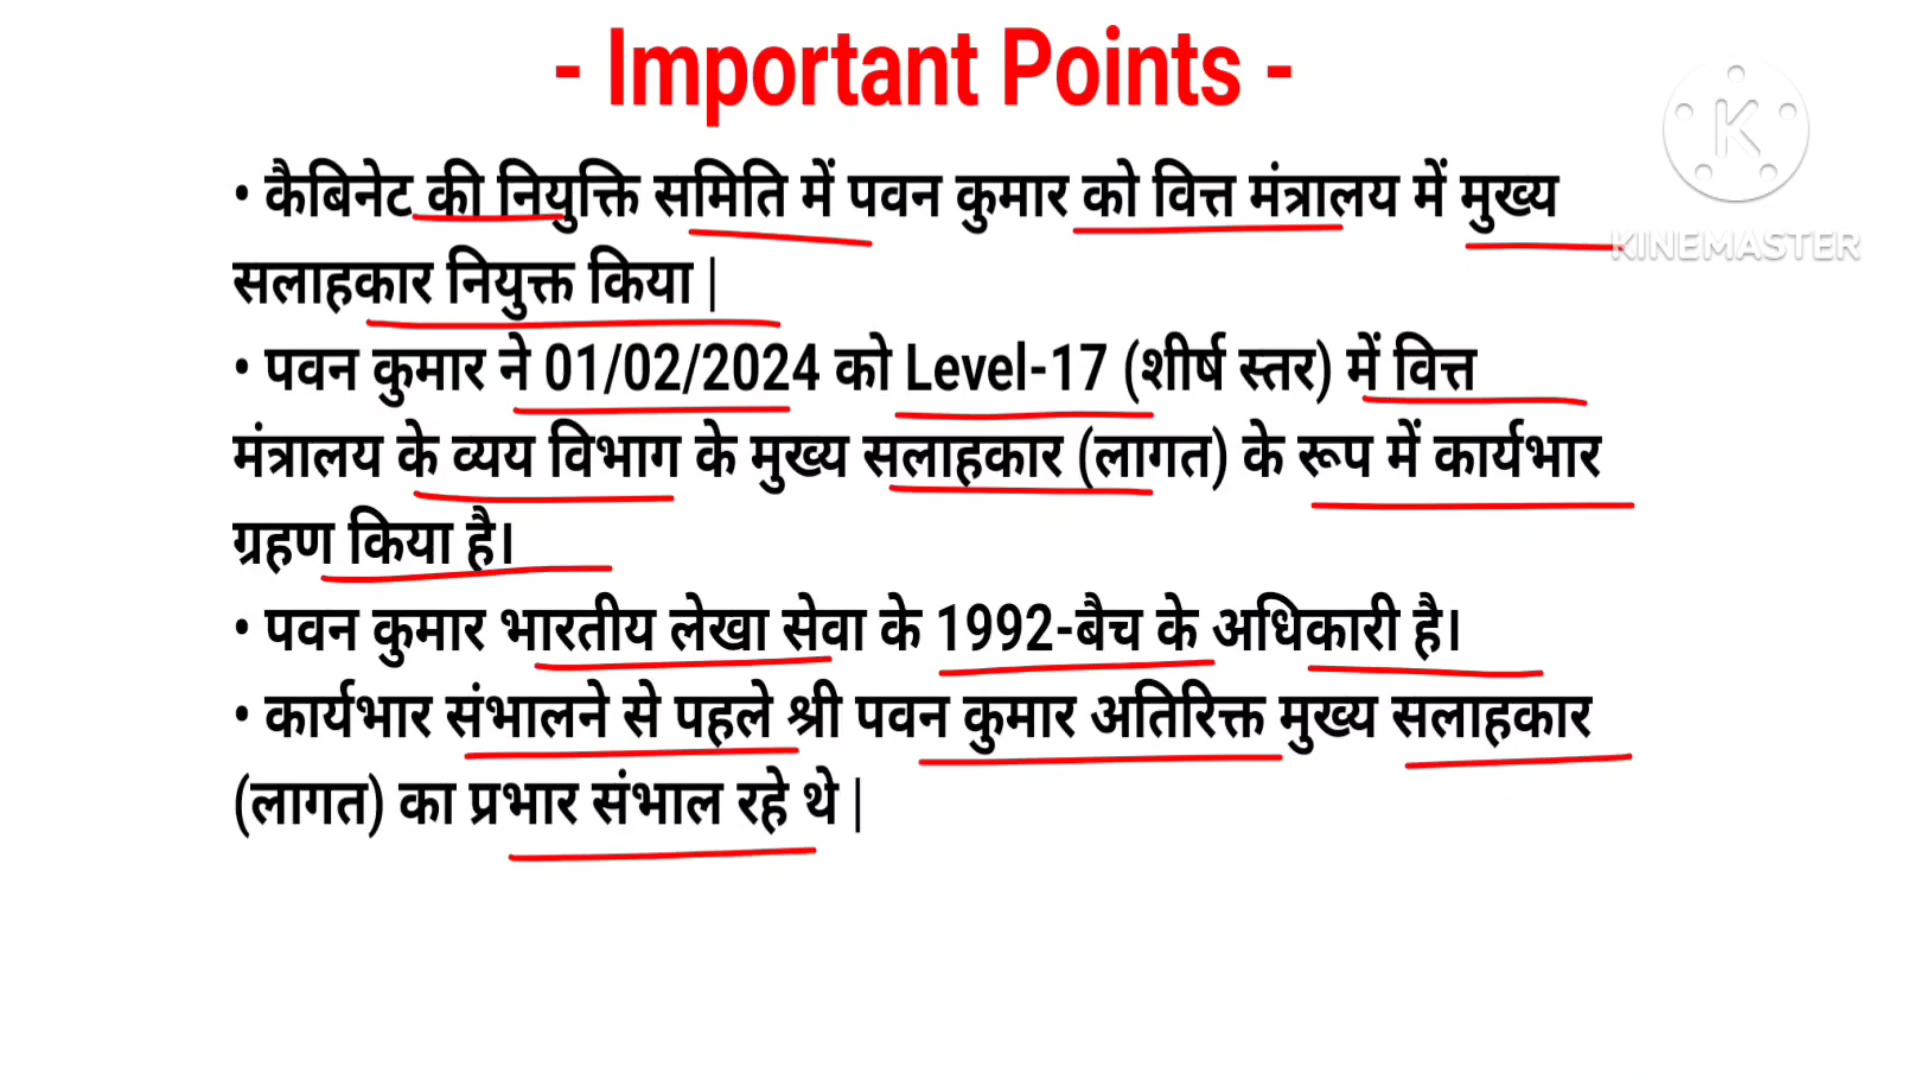 - Important Points -
• कैबिनेट की नियुक्ति समिति में पवन कुमार को वित्त मंत्रालय में मुख्य
सलाहकार नियुक्त किया |
• पवन कुमार ने 01/02/2024 को Level-17 (शीर्ष स्तर) में वित्त
मंत्रालय के व्यय विभाग के मुख्य सलाहकार (लागत) के रूप में कार्यभार
ग्रहण किया है।
• पवन कुमार भारतीय लेखा सेवा के 1992-बैच के अधिकारी है।
• कार्यभार संभालने से पहले श्री पवन कुमार अतिरिक्त मुख्य सलाहकार
(लागत) का प्रभार संभाल रहे थे |
K
KINEMASTER